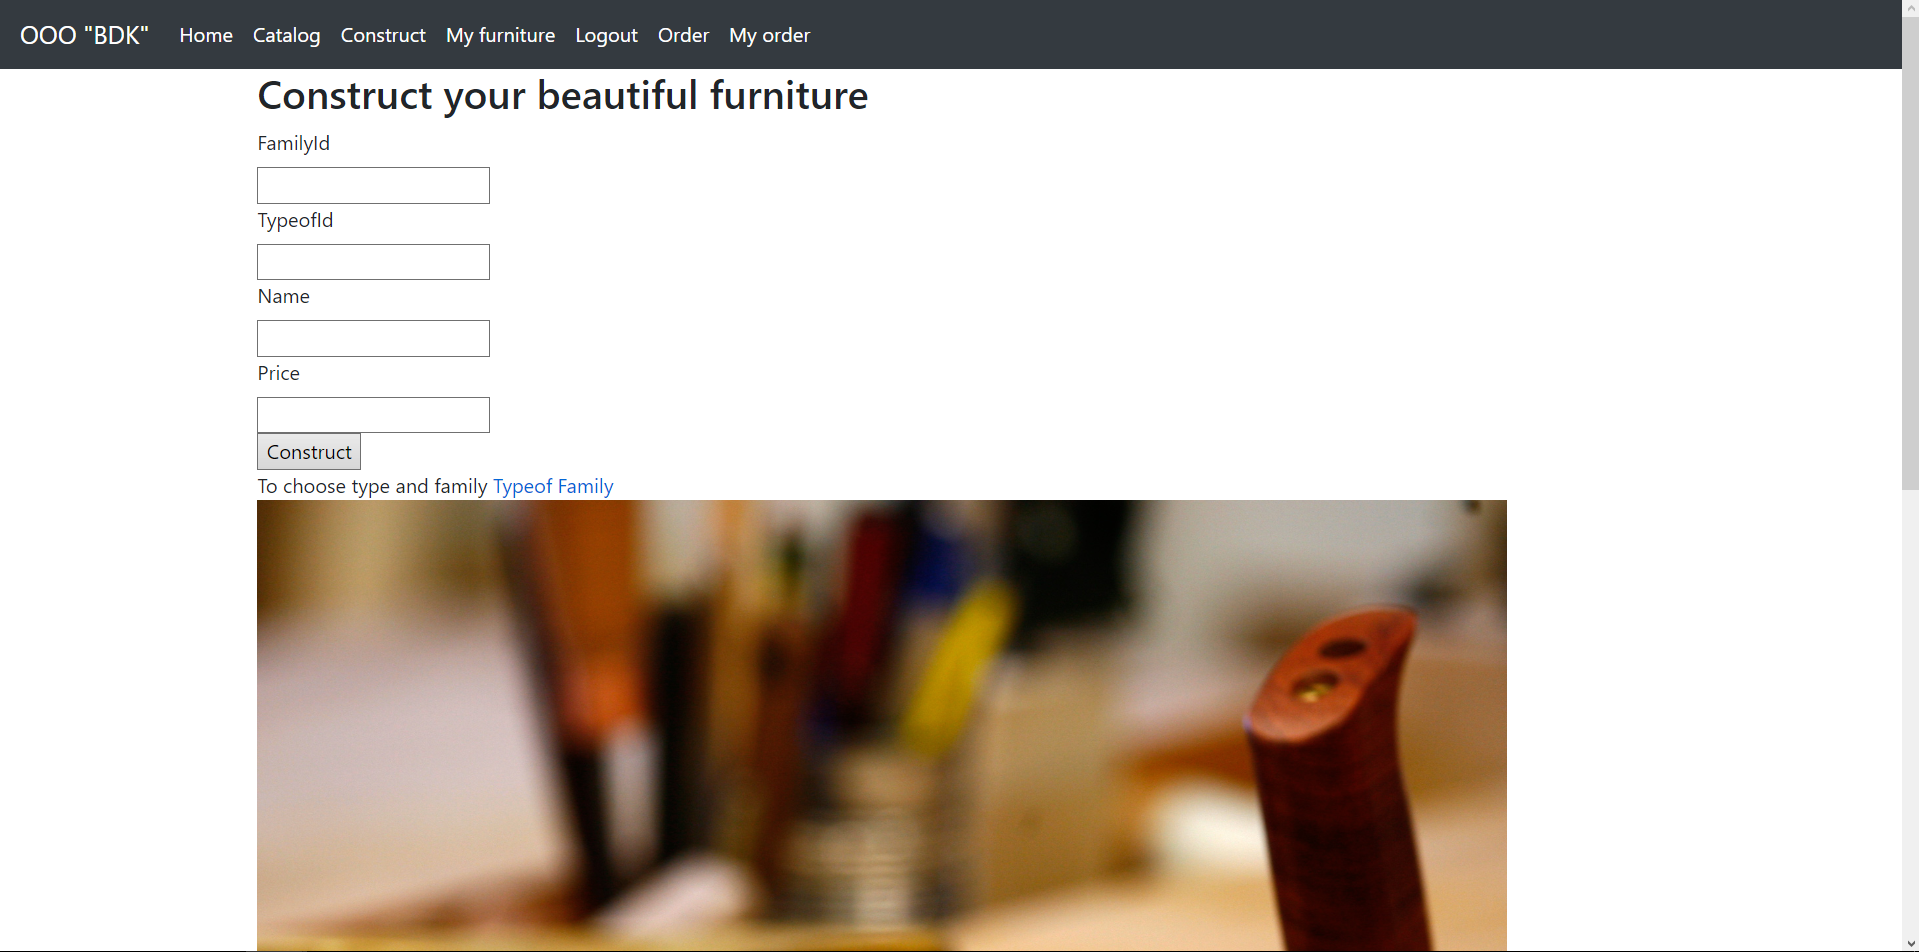 OOO "BDK" Home Catalog Construct My furniture Logout Order My order
Construct your beautiful furniture
FamilyId
TypeofId
Name
Price
Construct
To choose type and family Typeof Family